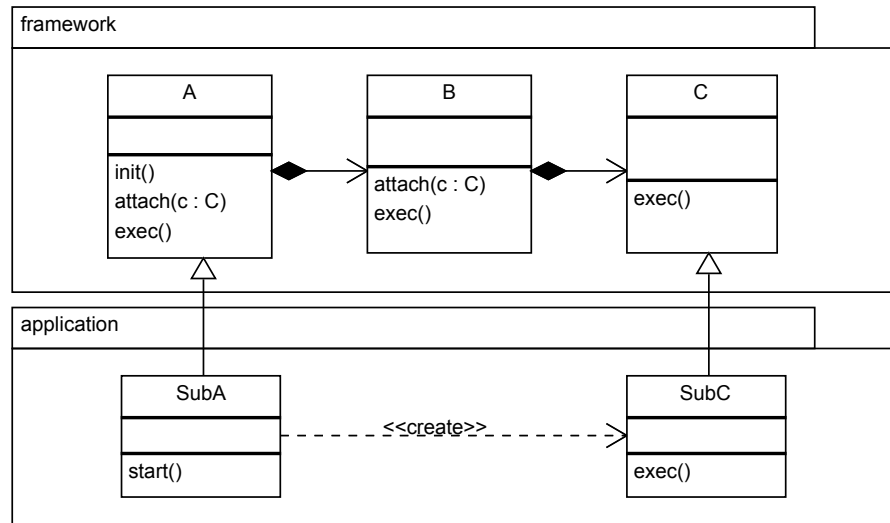 framework
A
init()
attach(c : C)
exec()
B
attach(c : C)
exec()
C
exec()
application
SubA
start()
<<create>>
SubC
exec()